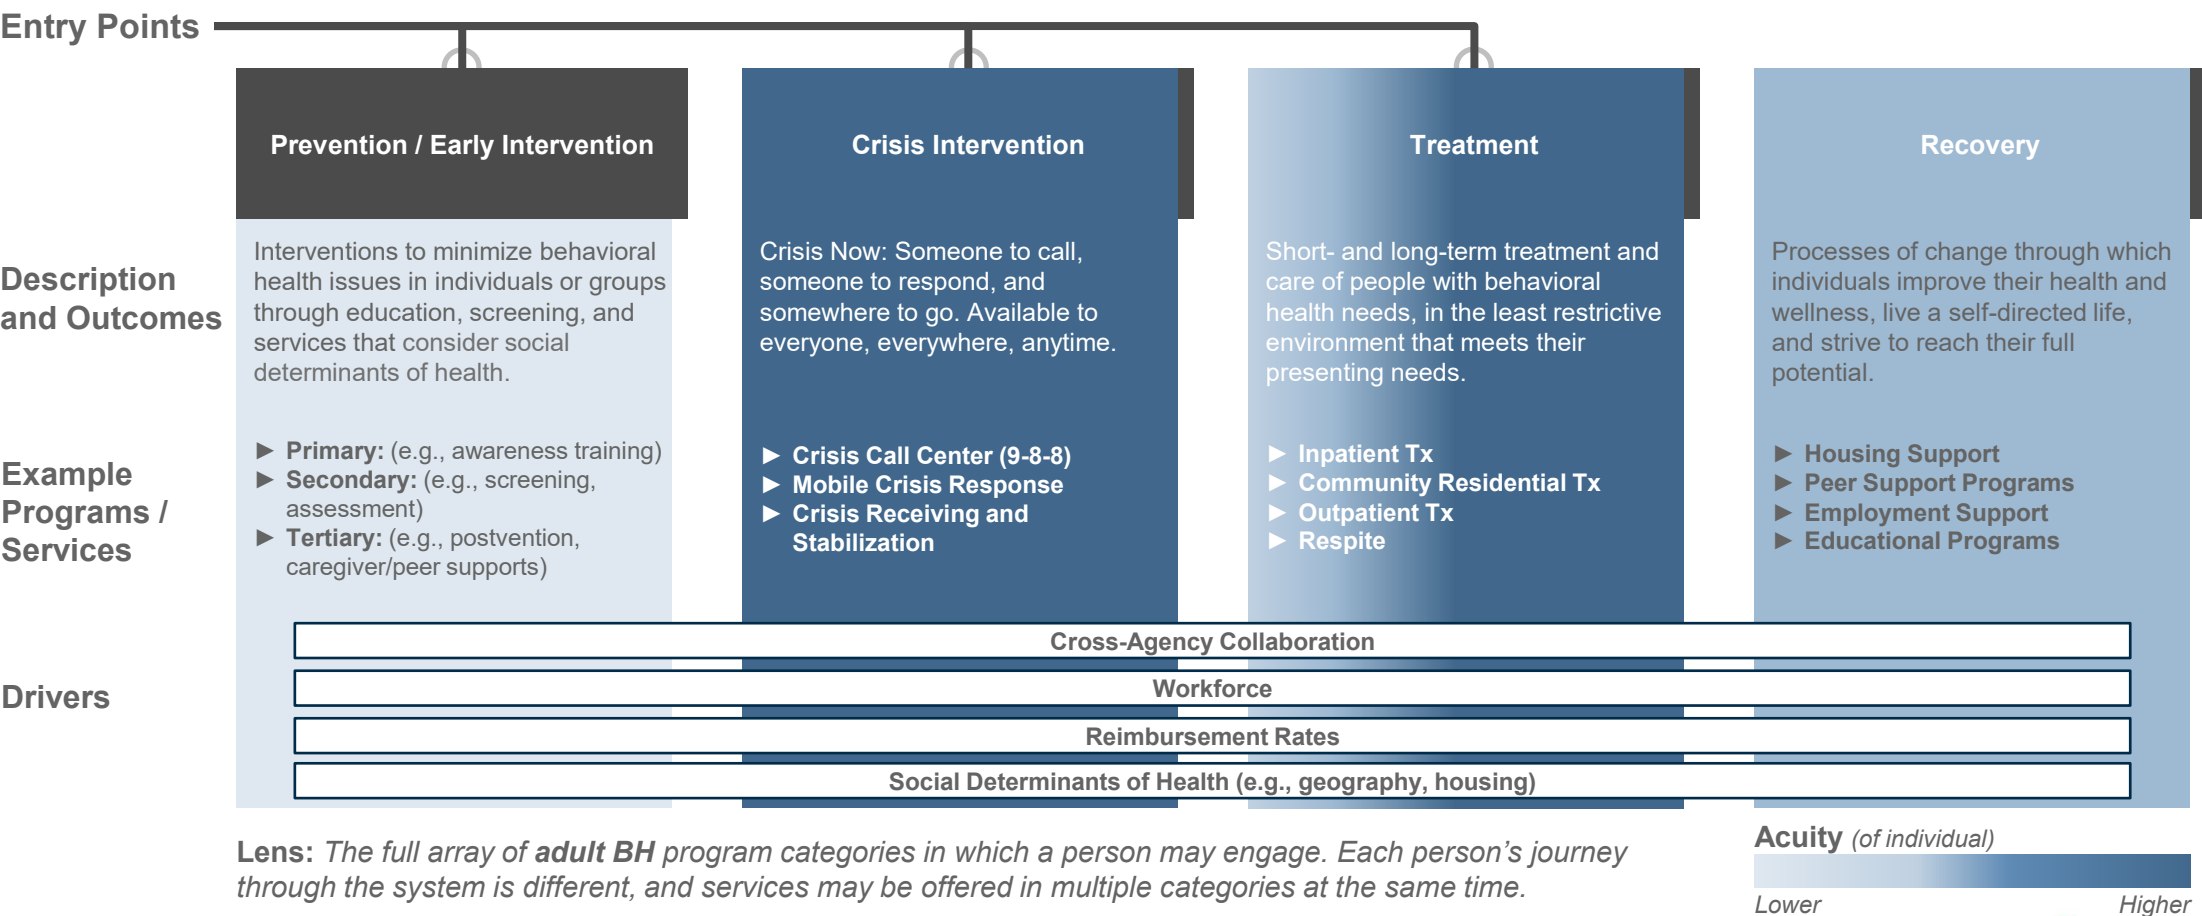 Entry Points
Prevention / Early Intervention
Crisis Intervention
Treatment
Recovery
Description
and Outcomes
Interventions to minimize behavioral
health issues in individuals or groups
through education, screening, and
services that consider social
determinants of health.
Crisis Now: Someone to call,
someone to respond, and
somewhere to go. Available to
everyone, everywhere, anytime.
Short- and long-term treatment and
care of people with behavioral
health needs, in the least restrictive
environment that meets their
presenting needs.
Processes of change through which
individuals improve their health and
wellness, live a self-directed life,
and strive to reach their full
potential.
Example
Programs /
Services
► Primary: (e.g., awareness training)
► Secondary: (e.g., screening,
assessment)
► Tertiary: (e.g., postvention,
caregiver/peer supports)
► Crisis Call Center (9-8-8)
► Mobile Crisis Response
► Crisis Receiving and
Stabilization
► Inpatient Tx
► Community Residential Tx
► Outpatient Tx
► Respite
► Housing Support
► Peer Support Programs
► Employment Support
► Educational Programs
Drivers
Cross-Agency Collaboration
Workforce
Reimbursement Rates
Social Determinants of Health (e.g., geography, housing)
Lens: The full array of adult BH program categories in which a person may engage. Each person's journey
through the system is different, and services may be offered in multiple categories at the same time.
Acuity (of individual)
Lower Higher